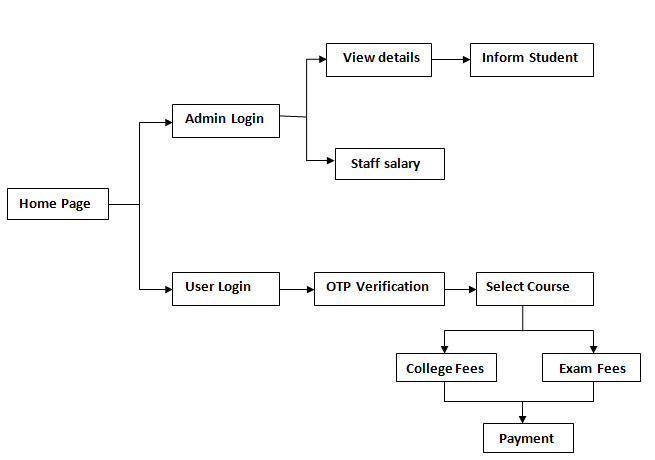 View details
Inform Student
Admin Login
Staff salary
Home Page
User Login
OTP Verification
Select Course
College Fees
Exam Fees
Payment